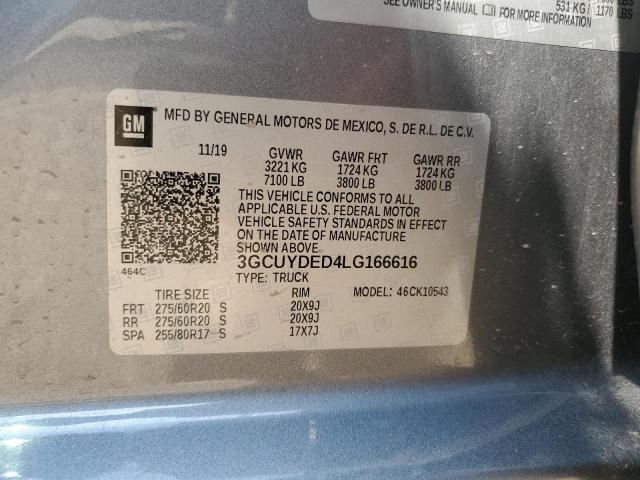 SEE OWNER'S MANUAL FOR MORE INFORMATION
531 KG /
1170 LBS
GM
MFD BY GENERAL MOTORS DE MEXICO, S. DE R.L. DE C.V.
11/19 GVWR GAWR FRT GAWR RR
3221 KG 1724 KG 1724 KG
7100 LB 3800 LB 3800 LB
THIS VEHICLE CONFORMS TO ALL
APPLICABLE U.S. FEDERAL MOTOR
VEHICLE SAFETY STANDARDS IN EFFECT
ON THE DATE OF MANUFACTURE
SHOWN ABOVE
464C 3GCUYDED4LG166616
TYPE: TRUCK
TIRE SIZE RIM MODEL: 46CK10543
FRT 275/60R20 S 20X9J
RR 275/60R20 S 20X9J
SPA 255/80R17 S 17X7J